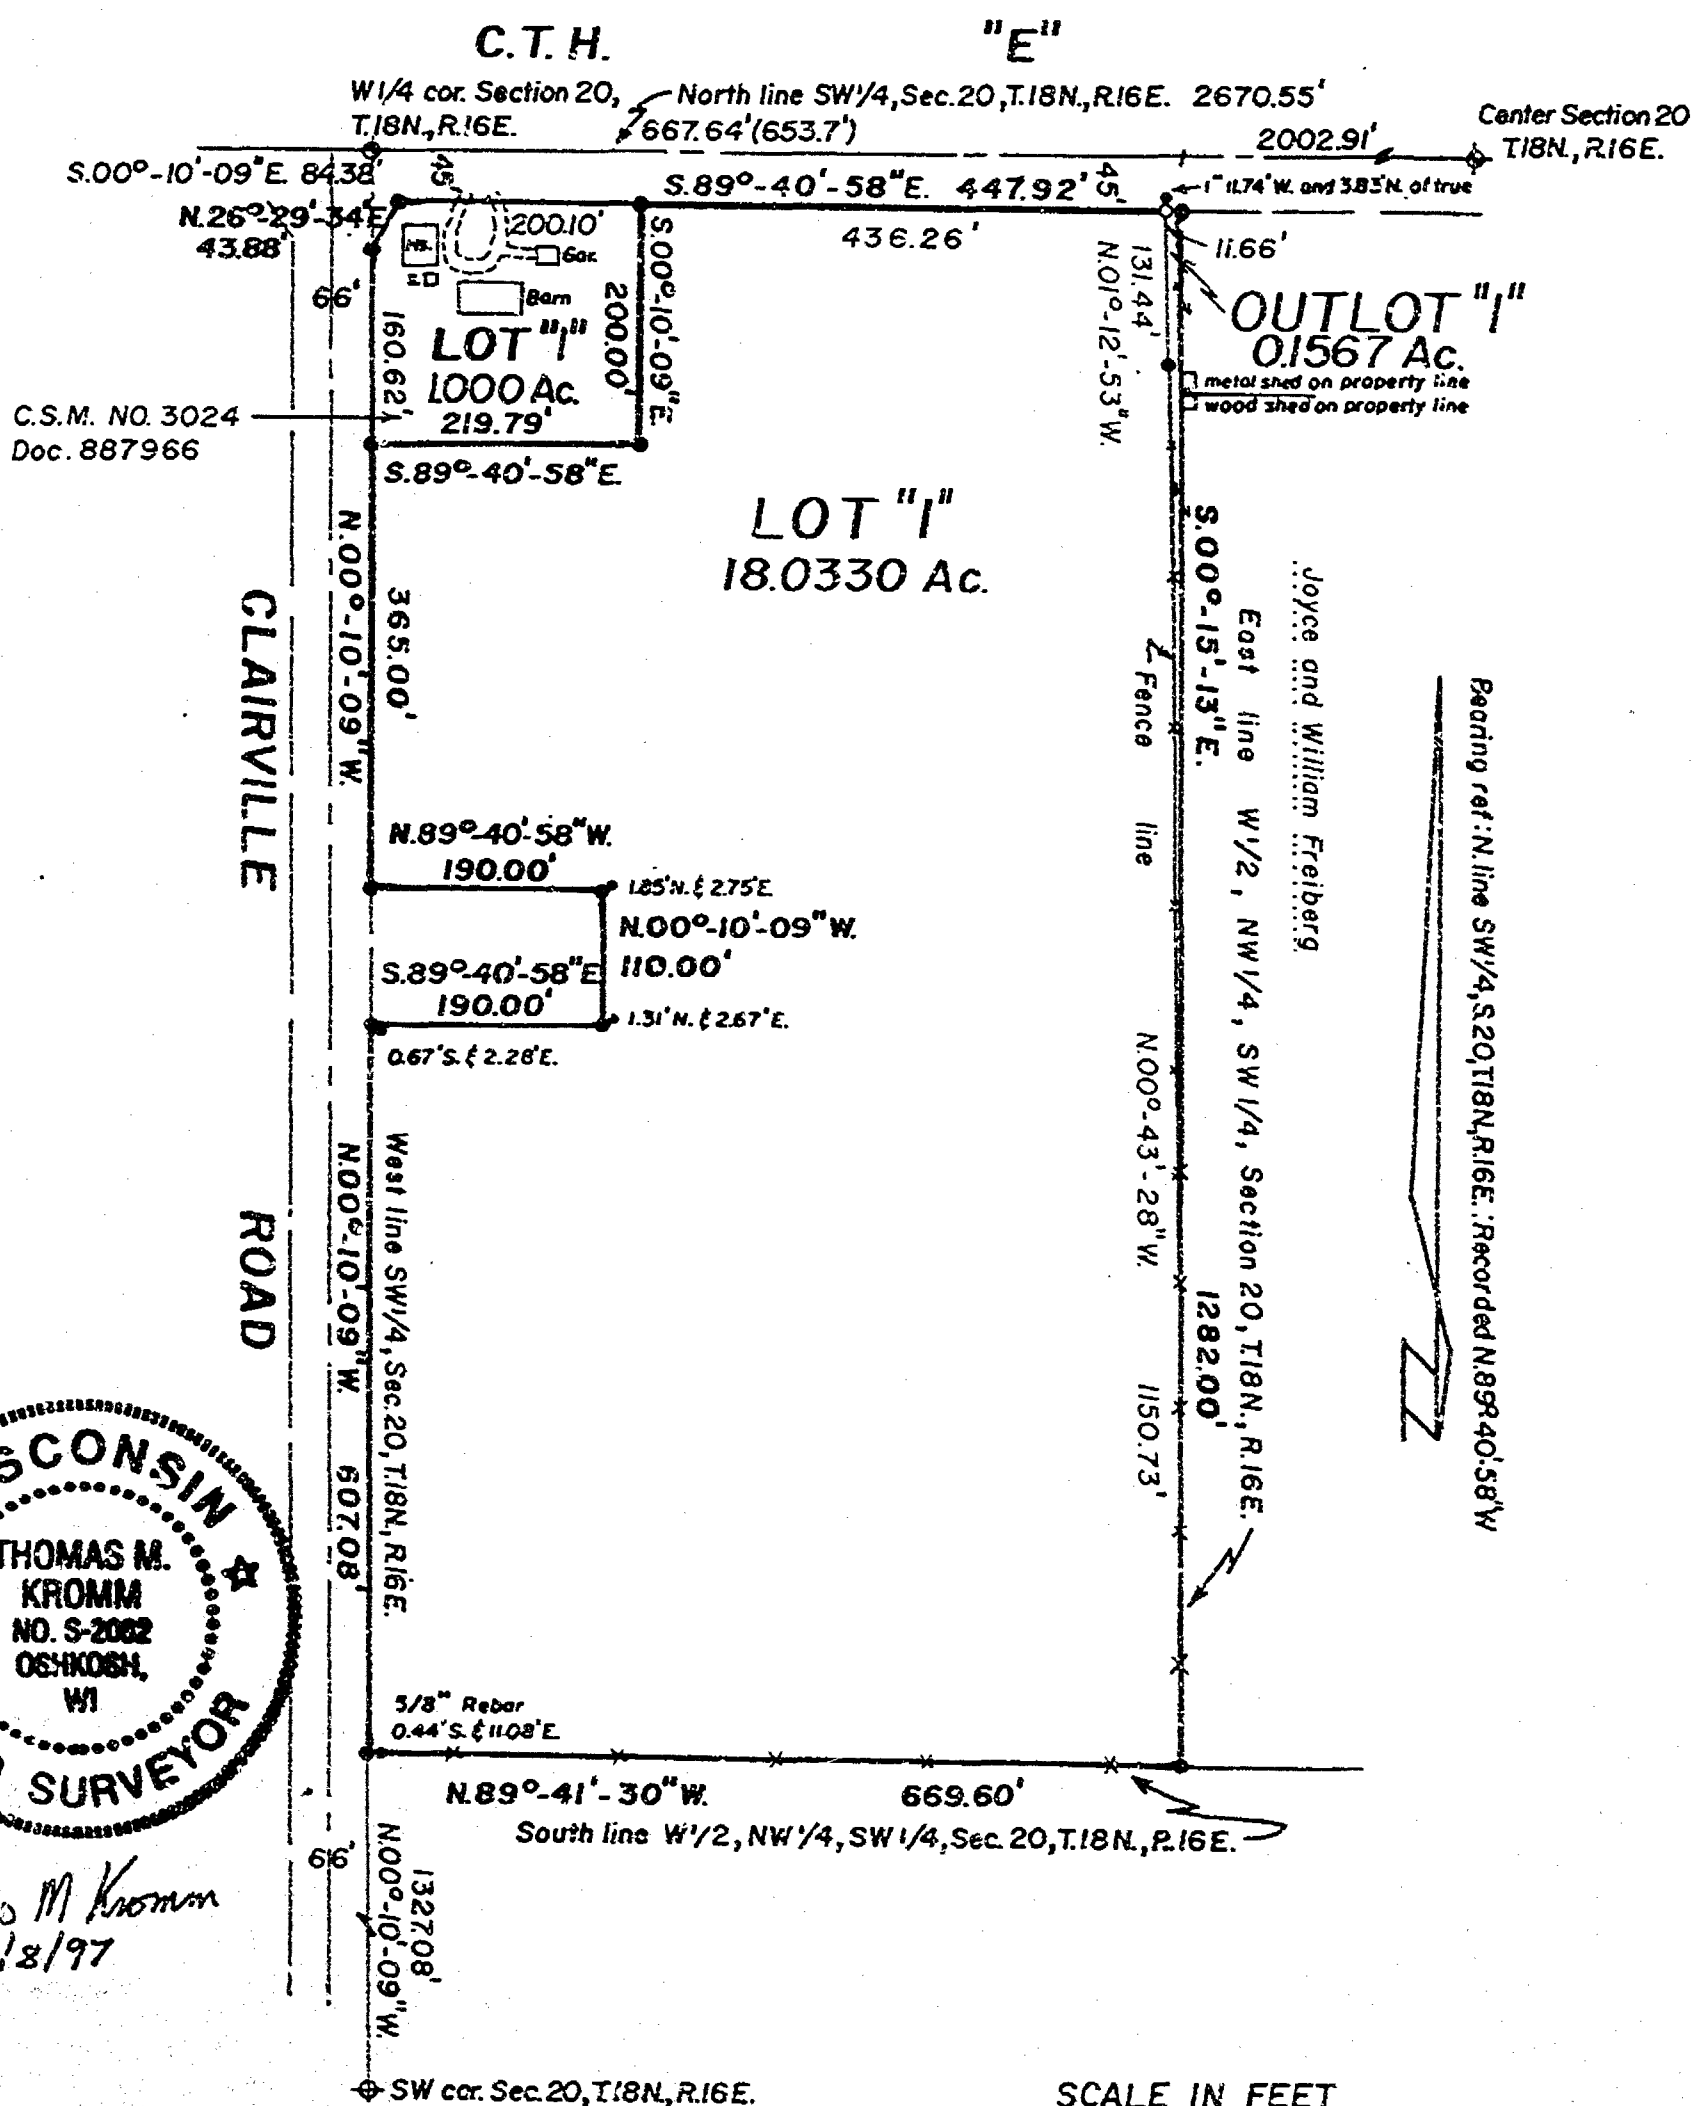 C.T.H. "E"
W1/4 cor. Section 20,
T.18N.,R.16E.
North line SW1/4,Sec.20,T.18N.,R16E. 2670.55'
667.64'(653.7')
2002.91'
Center Section 20
T18N.,R.16E.
S.00°-10'-09"E. 84.38'
N.26°-29'-34"E
43.88'
45'
200.10'
S.89°-40'-58"E. 447.92'
45'
1" 11.74'W. and 3.83'N. of true
436.26'
11.66'
Gar.
Barn
66'
160.62'
LOT "1"
1.000 Ac.
219.79'
S.89°-40'-58"E.
200.00'
S.00°-10'-09"E.
131.44'
N.01°-12'-53"W.
OUTLOT "1"
0.1567 Ac.
metal shed on property line
wood shed on property line
C.S.M. NO. 3024
Doc. 887966
LOT "1"
18.0330 Ac.
CLAIRVILLE
ROAD
N.00°-10'-09"W.
365.00'
N.89°-40'-58"W.
190.00'
1.85'N. & 2.75'E.
N.00°-10'-09"W.
110.00'
S.89°-40'-58"E
190.00'
1.31'N. & 2.67'E.
0.67'S. & 2.28'E.
N.00°-10'-09"W. 607.08'
West line SW1/4,Sec.20,T.18N.,R16E.
Fence line
N.00°-43'-28"W. 1150.73'
S.00°-15'-13"E. 1282.00'
East line W1/2, NW1/4, SW1/4, Section 20,T.18N.,R.16E.
Joyce and William Freiberg
Bearing ref.:N.line SW1/4,S.20,T18N,R.16E.:Recorded N.89°-40'-58"W
N
SCONSIN
THOMAS M.
KROMM
NO. S-2002
OSHKOSH,
WI
SURVEYOR
M Kromm
8/97
5/8" Rebar
0.44'S. & 11.08'E.
N.89°-41'-30"W. 669.60'
South line W1/2, NW1/4, SW1/4, Sec. 20,T.18N.,R.16E.
66'
1327.08'
N.00°-10'-09"W.
SW cor. Sec.20,T.18N.,R.16E.
SCALE IN FEET